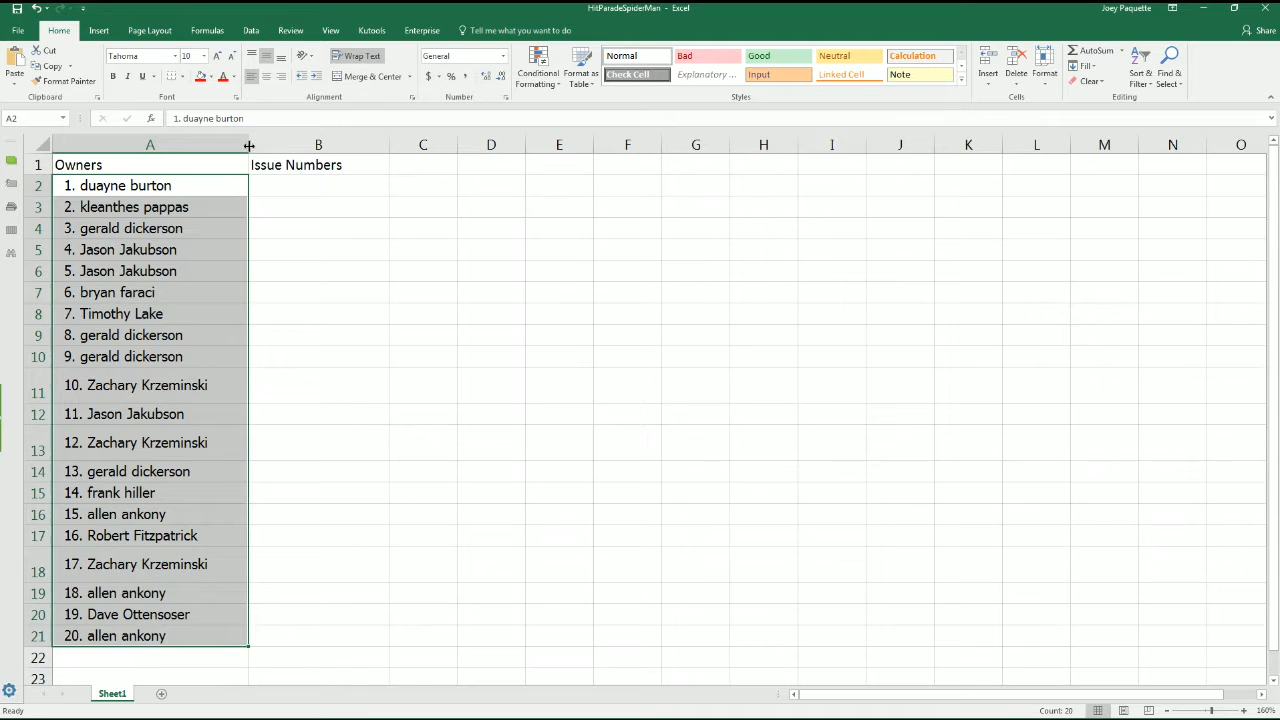 HitParadeSpiderMan - Excel
Joey Paquette
File Home Insert Page Layout Formulas Data Review View Kutools Enterprise Tell me what you want to do Share
Paste
Cut
Copy
Format Painter
Clipboard
Tahoma 10
Font
Wrap Text
Merge & Center
Alignment
General
Number
Conditional Formatting
Format as Table
Normal Bad Good Neutral Calculation
Check Cell Explanatory ... Input Linked Cell Note
Styles
Insert Delete Format
Cells
AutoSum
Fill
Clear
Sort & Filter
Find & Select
Editing
A2 1. duayne burton
A B C D E F G H I J K L M N O
1 Owners Issue Numbers
2 1. duayne burton
3 2. kleanthes pappas
4 3. gerald dickerson
5 4. Jason Jakubson
6 5. Jason Jakubson
7 6. bryan faraci
8 7. Timothy Lake
9 8. gerald dickerson
10 9. gerald dickerson
11 10. Zachary Krzeminski
12 11. Jason Jakubson
13 12. Zachary Krzeminski
14 13. gerald dickerson
15 14. frank hiller
16 15. allen ankony
17 16. Robert Fitzpatrick
18 17. Zachary Krzeminski
19 18. allen ankony
20 19. Dave Ottensoser
21 20. allen ankony
22
23
Sheet1
Ready
Count: 20
160%